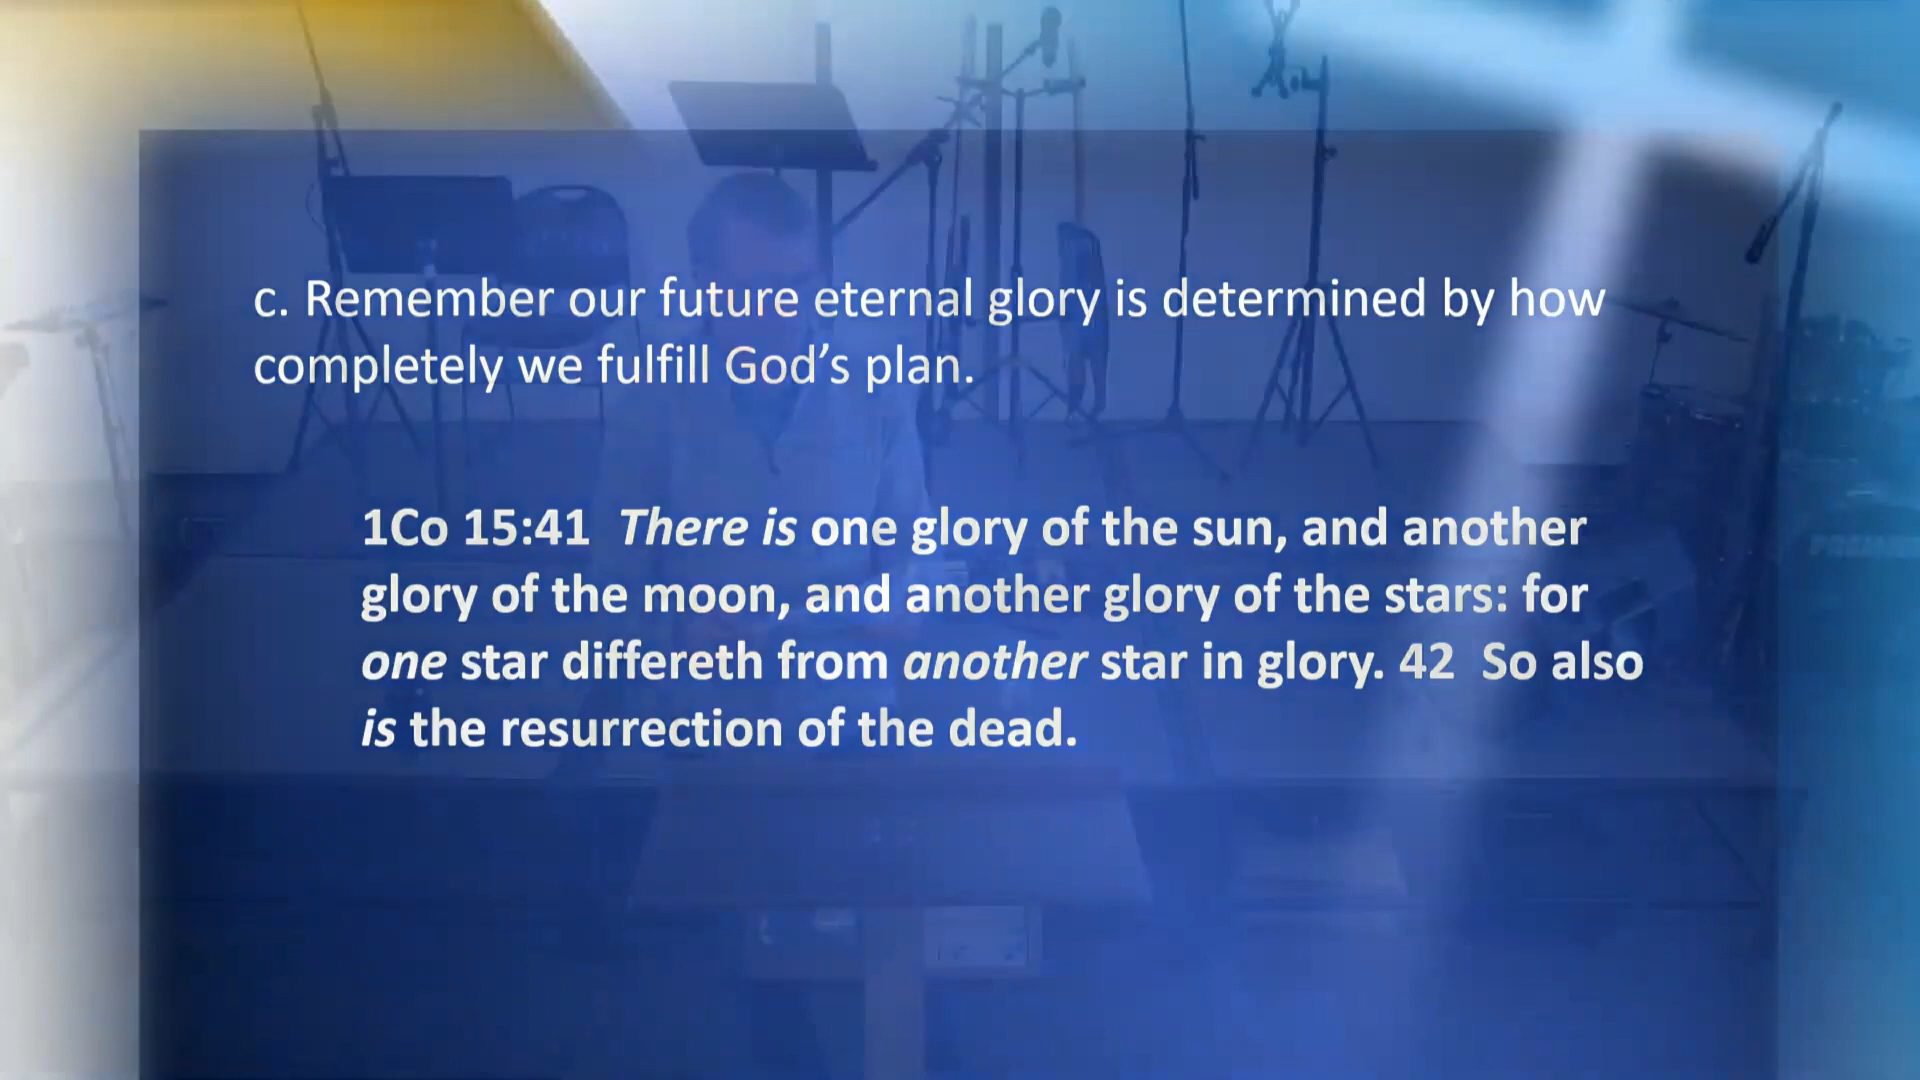 c. Remember our future eternal glory is determined by how
completely we fulfill God’s plan.
1Co 15:41 There is one glory of the sun, and another
glory of the moon, and another glory of the stars: for
one star differeth from another star in glory. 42 So also
is the resurrection of the dead.